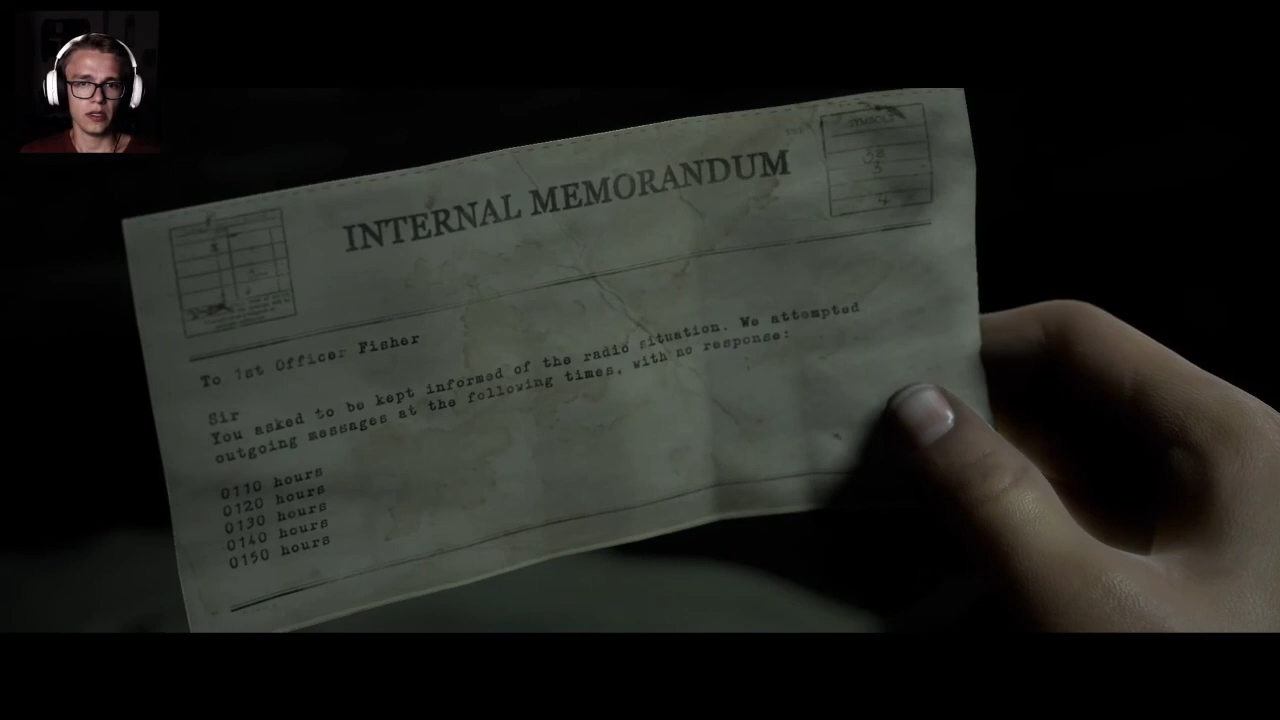 INTERNAL MEMORANDUM
To 1st Officer Fisher
Sir
You asked to be kept informed of the radio situation. We attempted
outgoing messages at the following times, with no response:
0110 hours
0120 hours
0130 hours
0140 hours
0150 hours